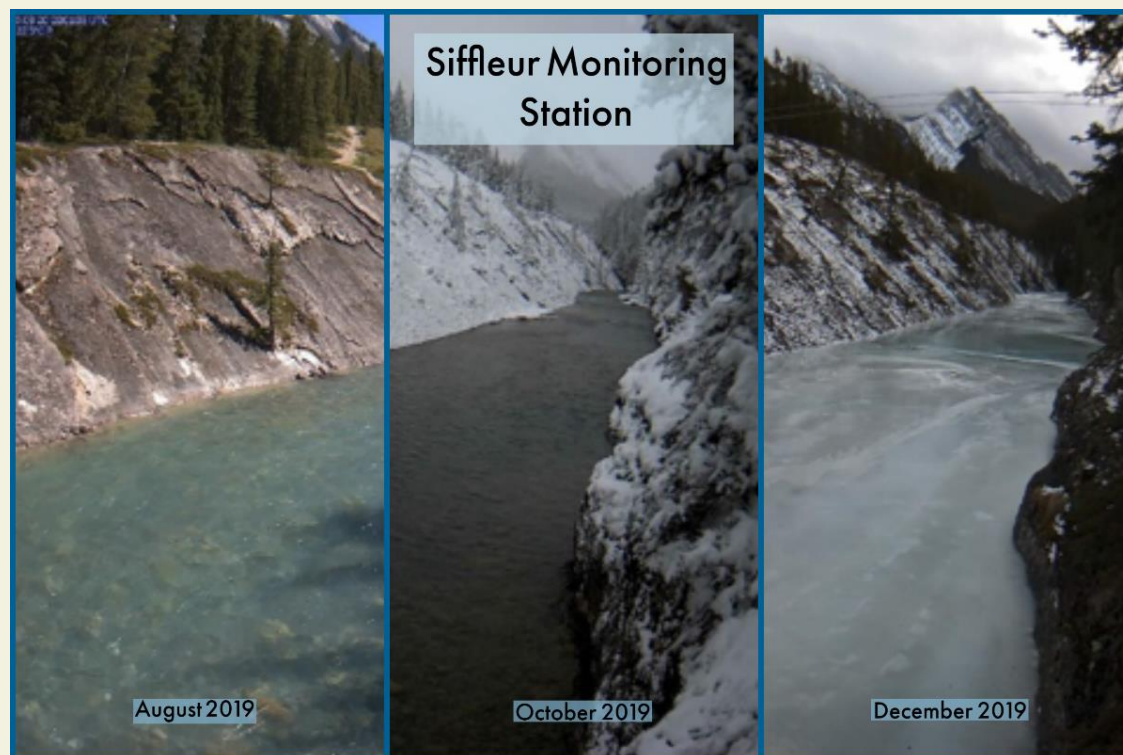 Siffleur Monitoring
Station
August 2019
October 2019
December 2019